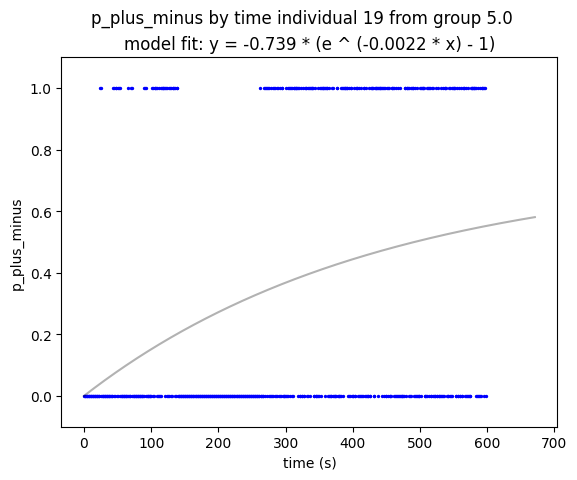 p_plus_minus by time individual 19 from group 5.0
model fit: y = -0.739 * (e ^ (-0.0022 * x) - 1)
1.0
0.8
0.6
0.4
0.2
0.0
p_plus_minus
0 100 200 300 400 500 600 700
time (s)